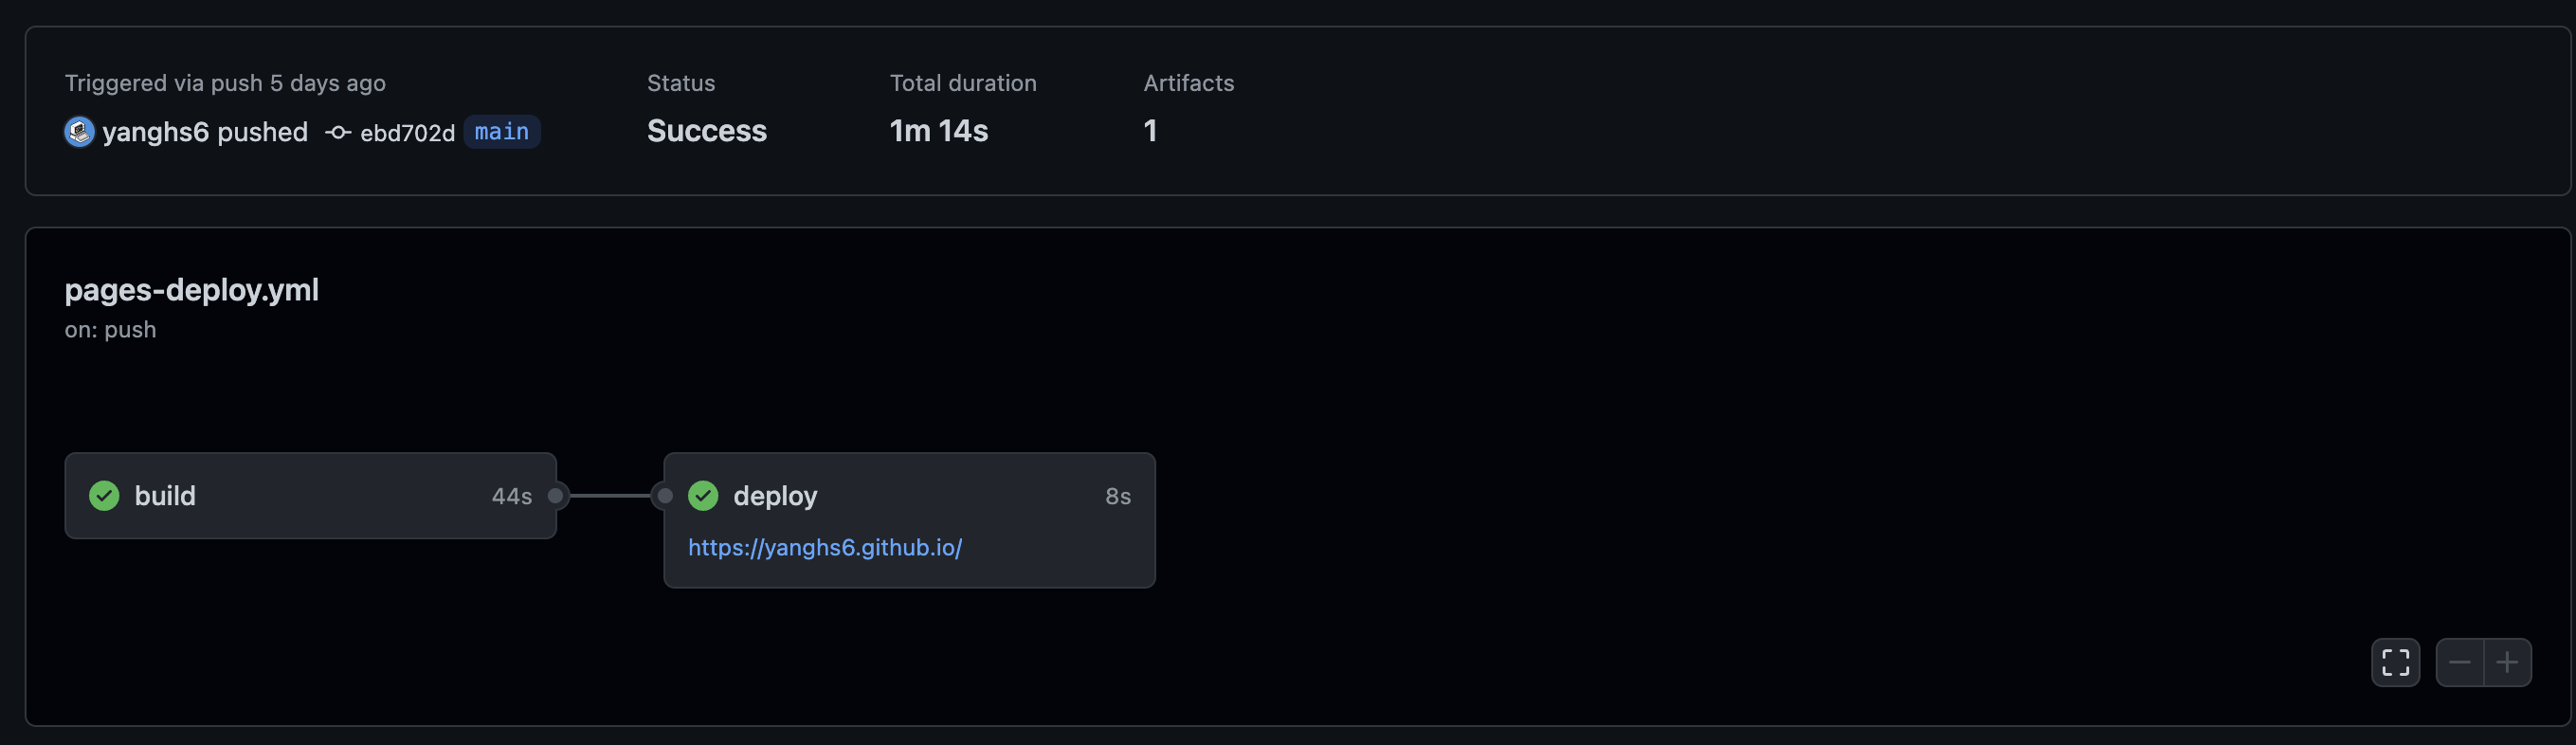 Triggered via push 5 days ago
yanghs6 pushed ebd702d main
Status
Success
Total duration
1m 14s
Artifacts
1
pages-deploy.yml
on: push
build 44s
deploy 8s
https://yanghs6.github.io/